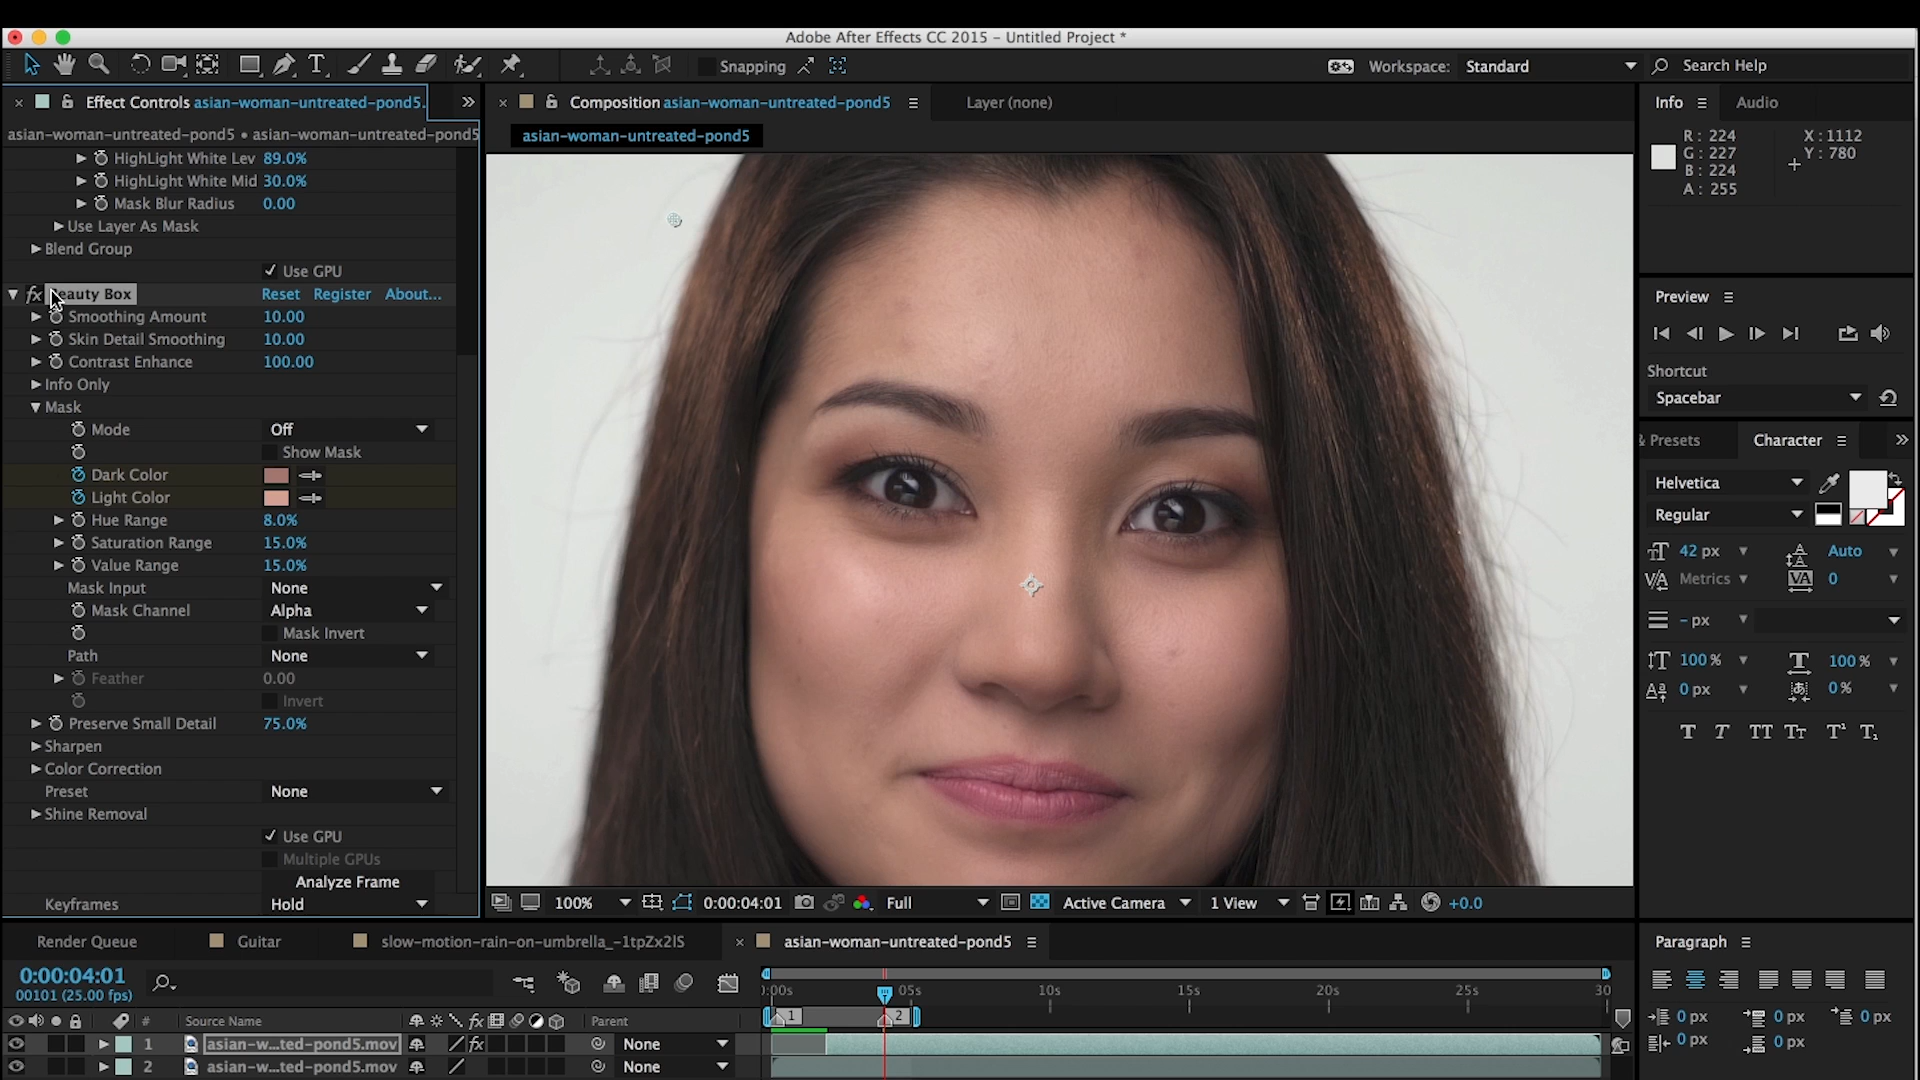 Adobe After Effects CC 2015 - Untitled Project *
Snapping
Workspace: Standard
Search Help
Effect Controls asian-woman-untreated-pond5.
asian-woman-untreated-pond5 • asian-woman-untreated-pond5
HighLight White Lev 89.0%
HighLight White Mid 30.0%
Mask Blur Radius 0.00
Use Layer As Mask
Blend Group
Use GPU
fx eauty Box Reset Register About...
Smoothing Amount 10.00
Skin Detail Smoothing 10.00
Contrast Enhance 100.00
Info Only
Mask
Mode Off
Show Mask
Dark Color
Light Color
Hue Range 8.0%
Saturation Range 15.0%
Value Range 15.0%
Mask Input None
Mask Channel Alpha
Mask Invert
Path None
Feather 0.00
Invert
Preserve Small Detail 75.0%
Sharpen
Color Correction
Preset None
Shine Removal
Use GPU
Multiple GPUs
Analyze Frame
Keyframes Hold
Composition asian-woman-untreated-pond5
Layer (none)
asian-woman-untreated-pond5
100% 0:00:04:01 Full Active Camera 1 View +0.0
Info Audio
R: 224 X: 1112
G: 227 Y: 780
B: 224
A: 255
Preview
Shortcut
Spacebar
& Presets Character
Helvetica
Regular
42 px Auto
Metrics 0
- px
100% 100%
0 px 0%
T T TT Tt T¹ T₁
Paragraph
0 px 0 px 0 px
0 px 0 px
Render Queue Guitar slow-motion-rain-on-umbrella_-1tpZx2lS asian-woman-untreated-pond5
0:00:04:01
00101 (25.00 fps)
:00s 05s 10s 15s 20s 25s 30
1 2
# Source Name fx Parent
1 asian-w...ted-pond5.mov fx None
2 asian-w...ted-pond5.mov None